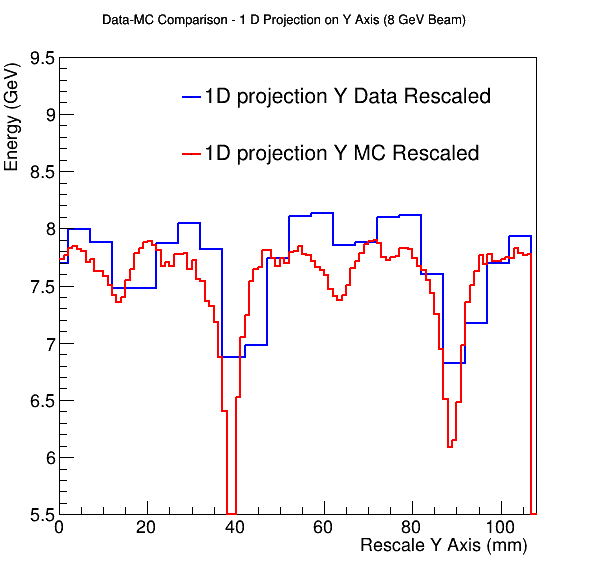 Data-MC Comparison - 1 D Projection on Y Axis (8 GeV Beam)
Energy (GeV)
9.5
9
8.5
8
7.5
7
6.5
6
5.5
1D projection Y Data Rescaled
1D projection Y MC Rescaled
0 20 40 60 80 100
Rescale Y Axis (mm)